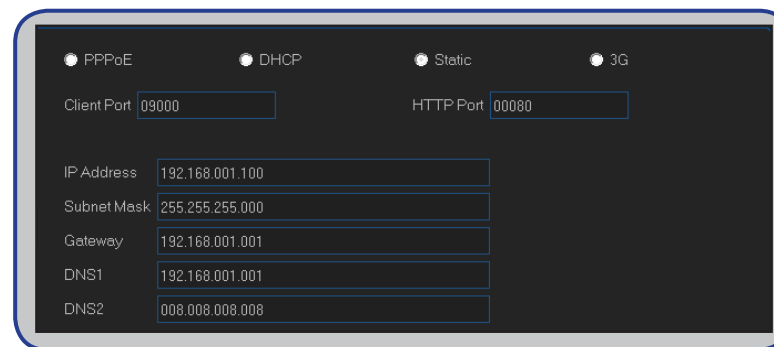 PPPoE DHCP Static 3G
Client Port 09000 HTTP Port 00080
IP Address 192.168.001.100
Subnet Mask 255.255.255.000
Gateway 192.168.001.001
DNS1 192.168.001.001
DNS2 008.008.008.008